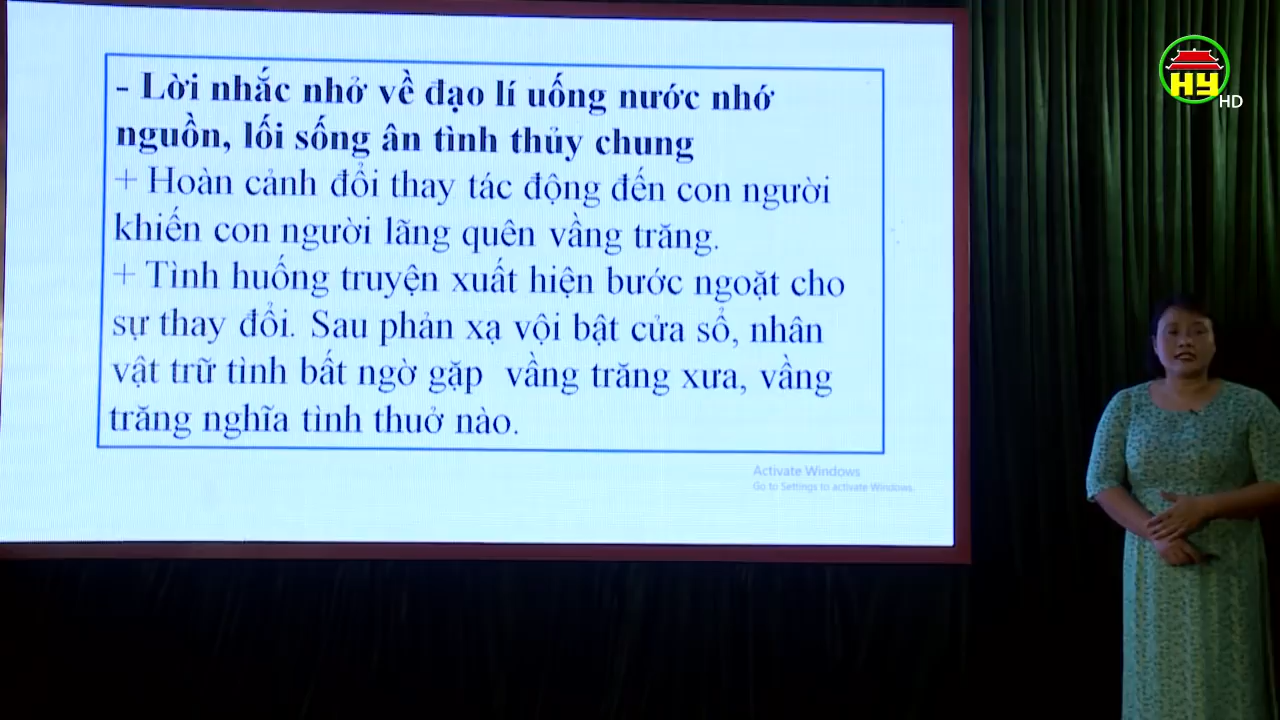 - Lời nhắc nhở về đạo lí uống nước nhớ
nguồn, lối sống ân tình thủy chung
+ Hoàn cảnh đổi thay tác động đến con người
khiến con người lãng quên vầng trăng.
+ Tình huống truyện xuất hiện bước ngoặt cho
sự thay đổi. Sau phản xạ vội bật cửa sổ, nhân
vật trữ tình bất ngờ gặp vầng trăng xưa, vầng
trăng nghĩa tình thuở nào.
Activate Windows
Go to Settings to activate Windows.
HY
HD